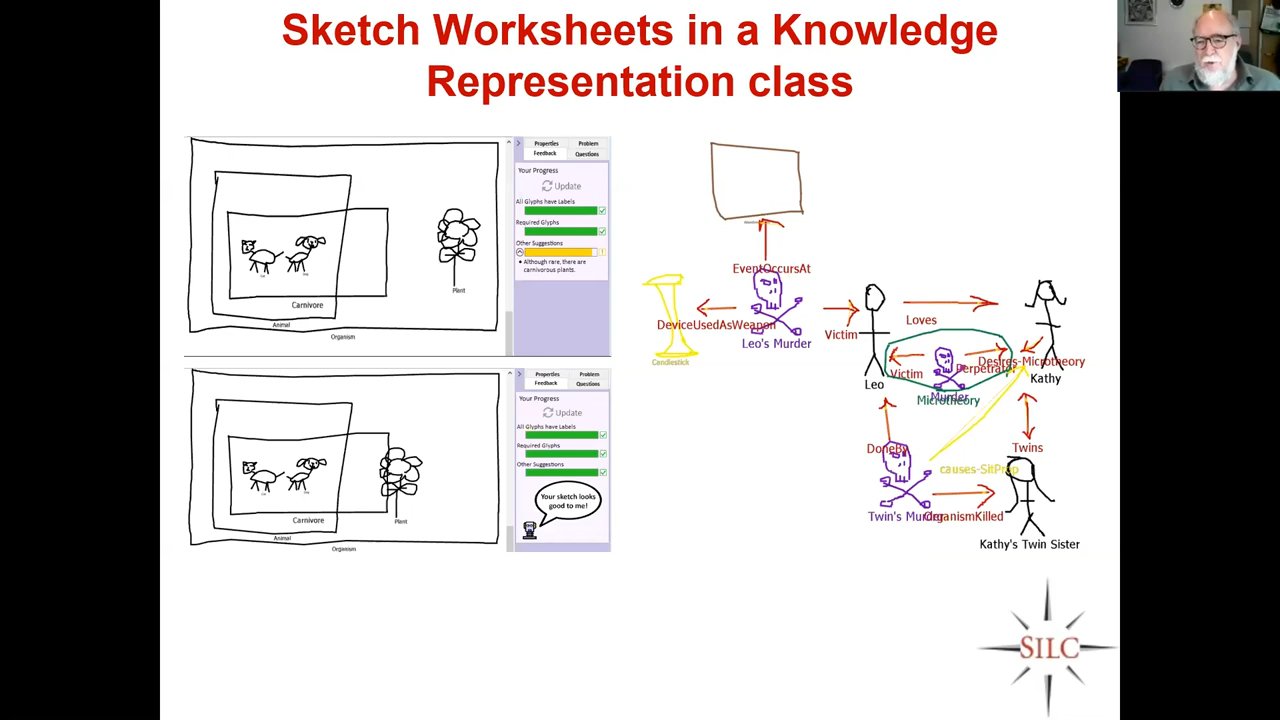 Sketch Worksheets in a Knowledge
Representation class
Properties
Problem
Feedback
Questions
Your Progress
Update
All Glyphs have Labels
Required Glyphs
Other Suggestions
• Although rare, there are
carnivorous plants.
Plant
Carnivore
Animal
Organism
Properties
Problem
Feedback
Questions
Your Progress
Update
All Glyphs have Labels
Required Glyphs
Other Suggestions
Your sketch looks
good to me!
Carnivore
Plant
Animal
Organism
EventOccursAt
DeviceUsedAsWeapon
Candlestick
Leo's Murder
Victim
Loves
Leo
Victim
Perpetrator
Murder
Microtheory
Desires-Microtheory
Kathy
DoneBy
causes-SitProp
Twins
Twin's Murder
OrganismKilled
Kathy's Twin Sister
SILC